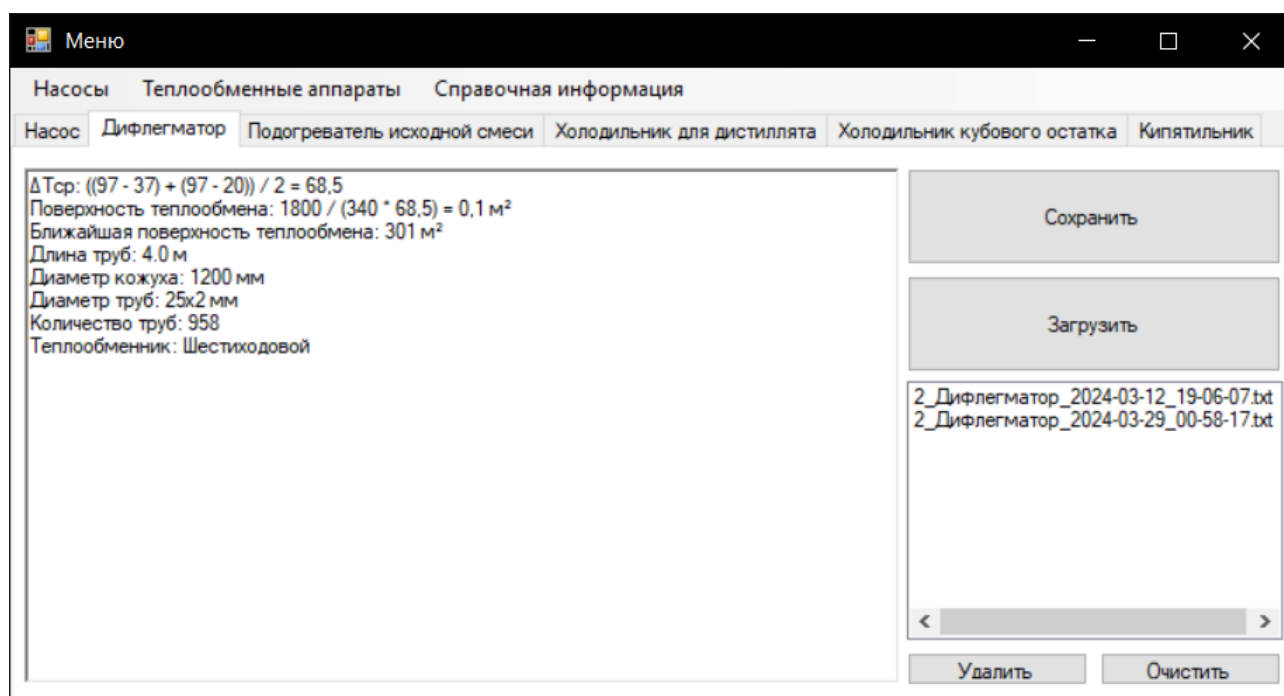 Меню
Насосы Теплообменные аппараты Справочная информация
Насос Дифлегматор Подогреватель исходной смеси Холодильник для дистиллята Холодильник кубового остатка Кипятильник
ΔТср: ((97 - 37) + (97 - 20)) / 2 = 68,5
Поверхность теплообмена: 1800 / (340 * 68,5) = 0,1 м²
Ближайшая поверхность теплообмена: 301 м²
Длина труб: 4.0 м
Диаметр кожуха: 1200 мм
Диаметр труб: 25х2 мм
Количество труб: 958
Теплообменник: Шестиходовой
Сохранить
Загрузить
2_Дифлегматор_2024-03-12_19-06-07.txt
2_Дифлегматор_2024-03-29_00-58-17.txt
Удалить Очистить